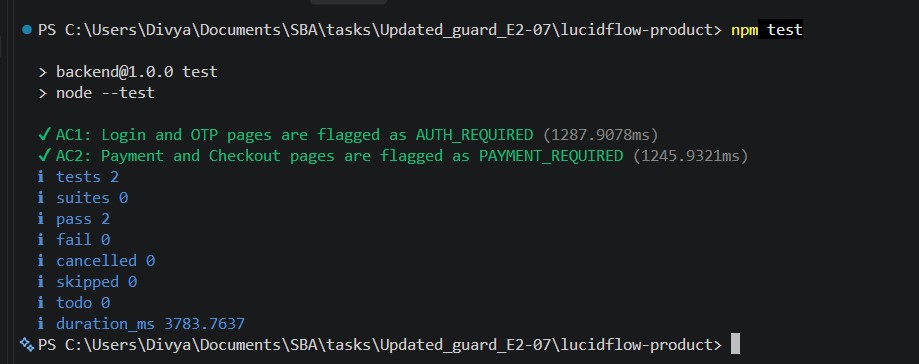 PS C:\Users\Divya\Documents\SBA\tasks\Updated_guard_E2-07\lucidflow-product> npm test
> backend@1.0.0 test
> node --test
✔ AC1: Login and OTP pages are flagged as AUTH_REQUIRED (1287.9078ms)
✔ AC2: Payment and Checkout pages are flagged as PAYMENT_REQUIRED (1245.9321ms)
ℹ tests 2
ℹ suites 0
ℹ pass 2
ℹ fail 0
ℹ cancelled 0
ℹ skipped 0
ℹ todo 0
ℹ duration_ms 3783.7637
PS C:\Users\Divya\Documents\SBA\tasks\Updated_guard_E2-07\lucidflow-product>